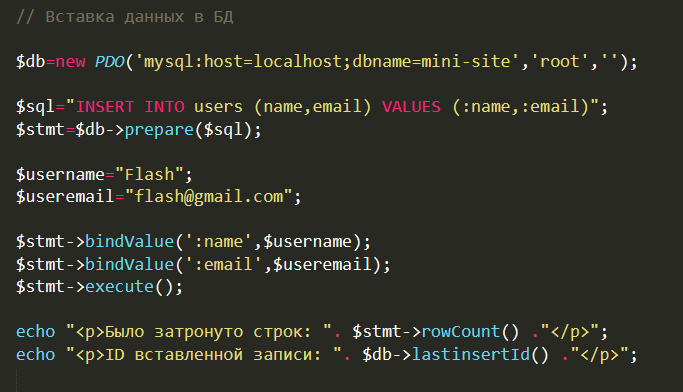 // Вставка данных в БД
$db=new PDO('mysql:host=localhost;dbname=mini-site','root','');
$sql="INSERT INTO users (name,email) VALUES (:name,:email)";
$stmt=$db->prepare($sql);
$username="Flash";
$useremail="flash@gmail.com";
$stmt->bindValue(':name',$username);
$stmt->bindValue(':email',$useremail);
$stmt->execute();
echo "<p>Было затронуто строк: ". $stmt->rowCount() ."</p>";
echo "<p>ID вставленной записи: ". $db->lastinsertId() ."</p>";